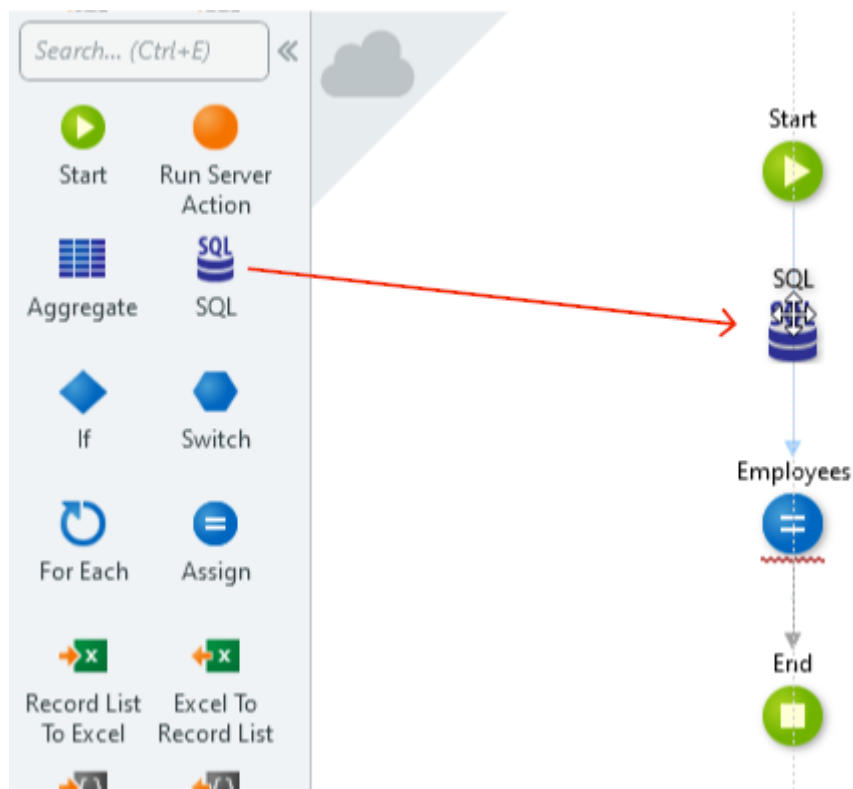 Search... (Ctrl+E)
Start
Run Server
Action
Aggregate
SQL
SQL
If
Switch
For Each
Assign
Record List
To Excel
Excel To
Record List
Start
SQL
Employees
End